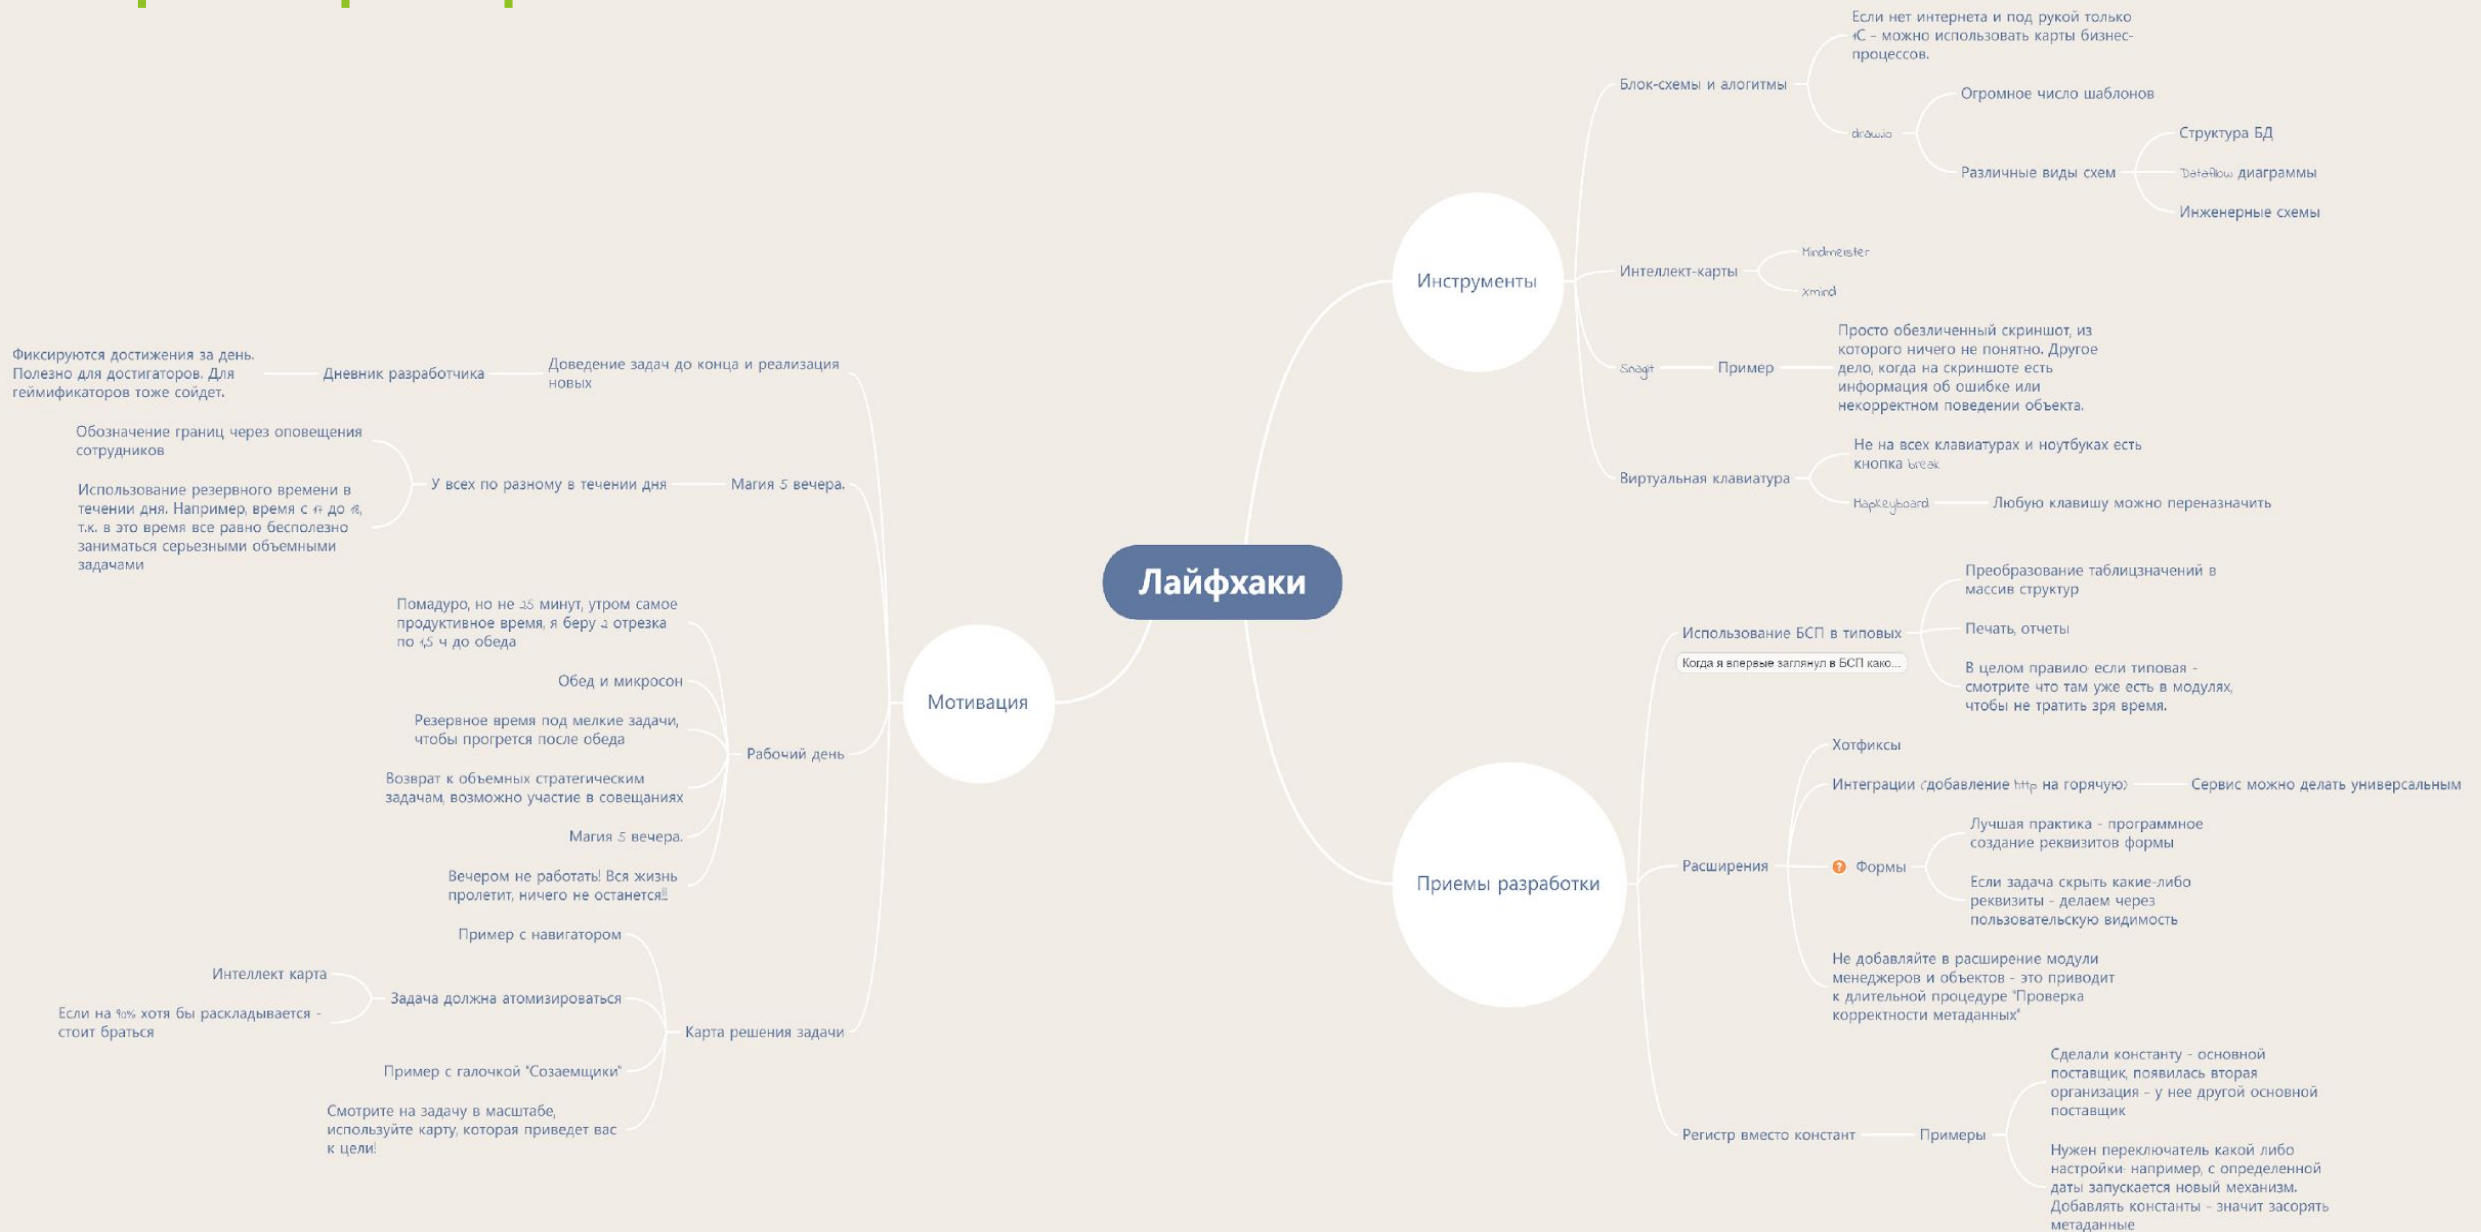 Лайфхаки
Инструменты
Блок-схемы и алогитмы
Если нет интернета и под рукой только
1С - можно использовать карты бизнес-
процессов.
draw.io
Огромное число шаблонов
Различные виды схем
Структура БД
Dataflow диаграммы
Инженерные схемы
Интеллект-карты
Mindmeister
Xmind
Snagit
Пример
Просто обезличенный скриншот, из
которого ничего не понятно. Другое
дело, когда на скриншоте есть
информация об ошибке или
некорректном поведении объекта.
Виртуальная клавиатура
Не на всех клавиатурах и ноутбуках есть
кнопка break
MapKeyboard
Любую клавишу можно переназначить
Приемы разработки
Использование БСП в типовых
Когда я впервые заглянул в БСП како...
Преобразование таблицзначений в
массив структур
Печать, отчеты
В целом правило: если типовая -
смотрите что там уже есть в модулях,
чтобы не тратить зря время.
Расширения
Хотфиксы
Интеграции (добавление http на горячую)
Сервис можно делать универсальным
Формы
Лучшая практика - программное
создание реквизитов формы
Если задача скрыть какие-либо
реквизиты - делаем через
пользовательскую видимость
Не добавляйте в расширение модули
менеджеров и объектов - это приводит
к длительной процедуре "Проверка
корректности метаданных"
Регистр вместо констант
Примеры
Сделали константу - основной
поставщик, появилась вторая
организация - у нее другой основной
поставщик
Нужен переключатель какой либо
настройки: например, с определенной
даты запускается новый механизм.
Добавлять константы - значит засорять
метаданные
Мотивация
Доведение задач до конца и реализация
новых
Дневник разработчика
Фиксируются достижения за день.
Полезно для достигаторов. Для
геймификаторов тоже сойдет.
Магия 5 вечера.
У всех по разному в течении дня
Обозначение границ через оповещения
сотрудников
Использование резервного времени в
течении дня. Например, время с 17 до 18,
т.к. в это время все равно бесполезно
заниматься серьезными объемными
задачами
Рабочий день
Помадуро, но не 25 минут, утром самое
продуктивное время, я беру 2 отрезка
по 1,5 ч до обеда
Обед и микросон
Резервное время под мелкие задачи,
чтобы прогрется после обеда
Возврат к объемных стратегическим
задачам, возможно участие в совещаниях
Магия 5 вечера.
Вечером не работать! Вся жизнь
пролетит, ничего не останется!!
Карта решения задачи
Пример с навигатором
Задача должна атомизироваться
Интеллект карта
Если на 90% хотя бы раскладывается -
стоит браться
Пример с галочкой "Созаемщики"
Смотрите на задачу в масштабе,
используйте карту, которая приведет вас
к цели!